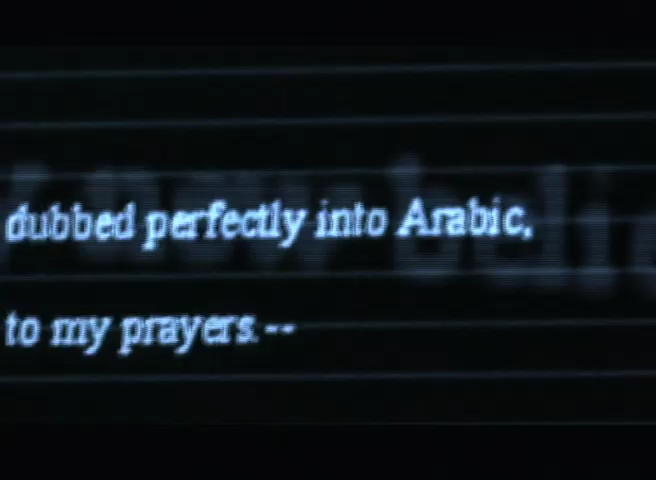 dubbed perfectly into Arabic,
to my prayers --